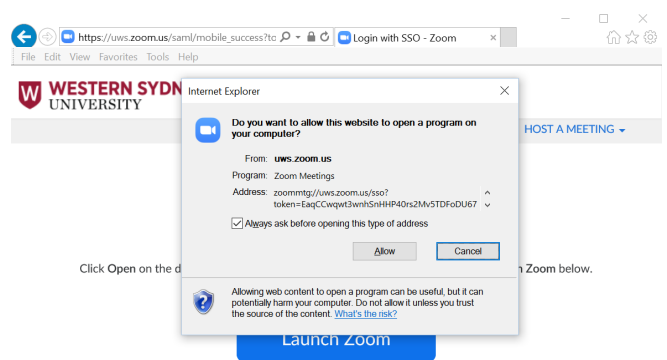 https://uws.zoom.us/saml/mobile_success?to
Login with SSO - Zoom
File Edit View Favorites Tools Help
WESTERN SYDN
UNIVERSITY
HOST A MEETING
Internet Explorer
Do you want to allow this website to open a program on
your computer?
From: uws.zoom.us
Program: Zoom Meetings
Address: zoommtg://uws.zoom.us/sso?
token=EaqCCwqwt3wnhSnHHP40rs2Mv5TDFoDU67
Always ask before opening this type of address
Allow Cancel
Click Open on the d
Zoom below.
Allowing web content to open a program can be useful, but it can
potentially harm your computer. Do not allow it unless you trust
the source of the content. What's the risk?
Launch Zoom